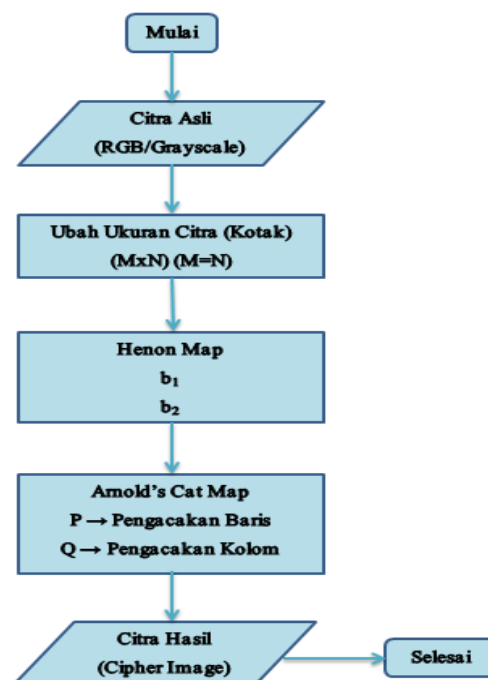 Mulai
Citra Asli
(RGB/Grayscale)
Ubah Ukuran Citra (Kotak)
(MxN) (M=N)
Henon Map
b₁
b₂
Arnold's Cat Map
P → Pengacakan Baris
Q → Pengacakan Kolom
Citra Hasil
(Cipher Image)
Selesai